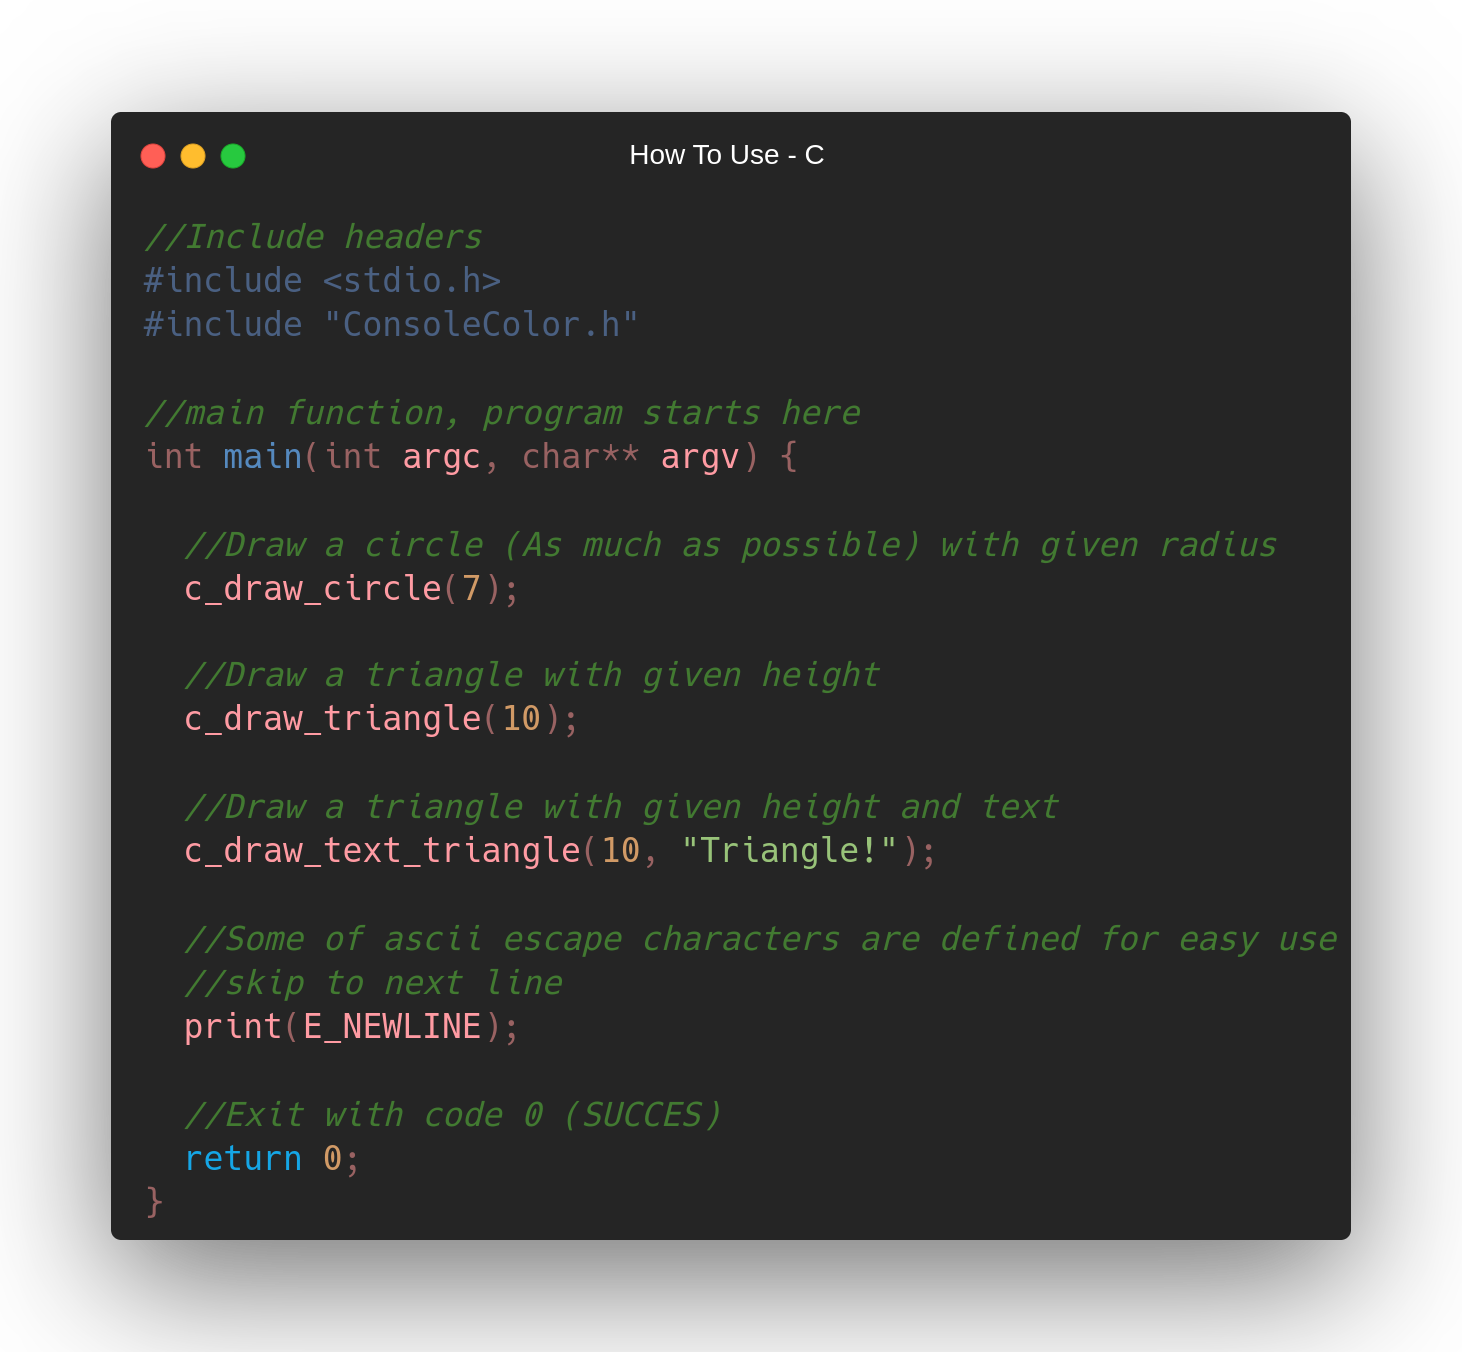 How To Use - C
//Include headers
#include <stdio.h>
#include "ConsoleColor.h"
//main function, program starts here
int main(int argc, char** argv) {
//Draw a circle (As much as possible) with given radius
c_draw_circle(7);
//Draw a triangle with given height
c_draw_triangle(10);
//Draw a triangle with given height and text
c_draw_text_triangle(10, "Triangle!");
//Some of ascii escape characters are defined for easy use
//skip to next line
print(E_NEWLINE);
//Exit with code 0 (SUCCES)
return 0;
}